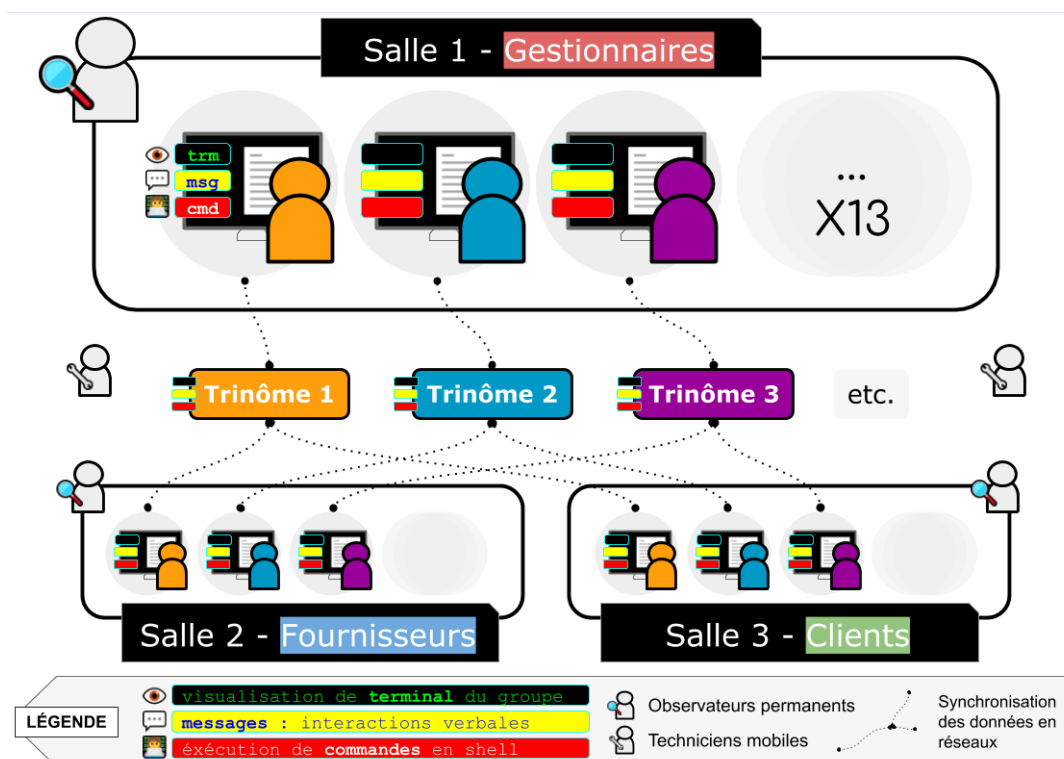 Salle 1 - Gestionnaires
trm
msg
cmd
...
X13
Trinôme 1
Trinôme 2
Trinôme 3
etc.
Salle 2 - Fournisseurs
Salle 3 - Clients
LÉGENDE
visualisation de terminal du groupe
messages : interactions verbales
éxécution de commandes en shell
Observateurs permanents
Techniciens mobiles
Synchronisation
des données en
réseaux